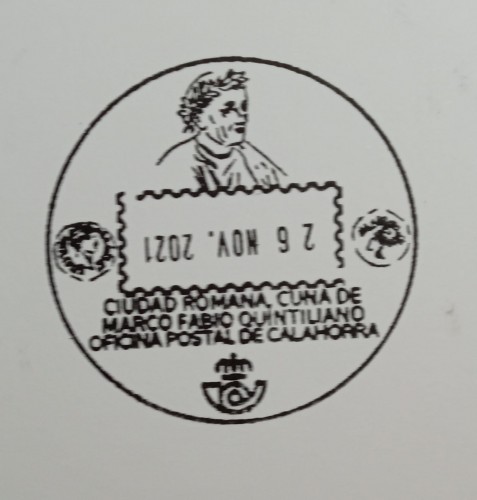 26 NOV. 2021
CIUDAD ROMANA, CUNA DE
MARCO FABIO QUINTILIANO
OFICINA POSTAL DE CALAHORRA